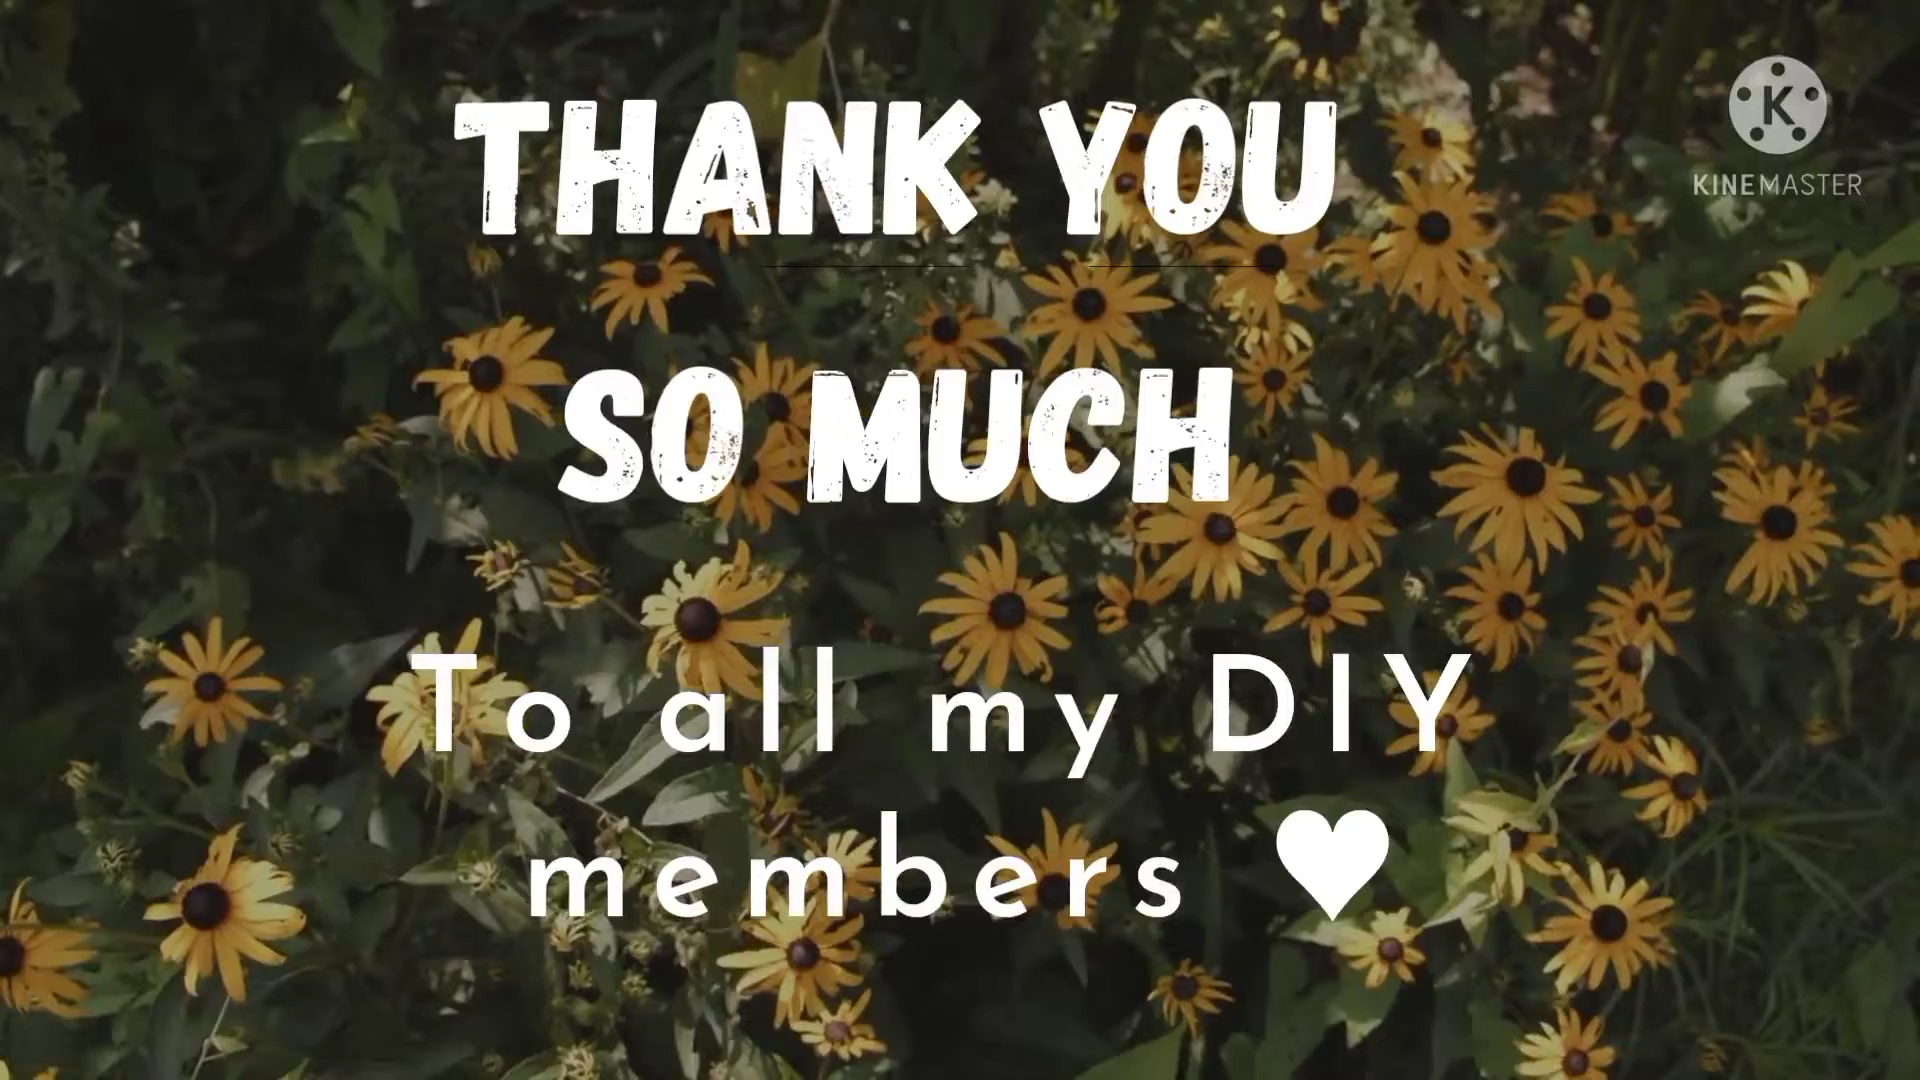 THANK YOU
SO MUCH
To all my DIY
members ♥
K
KINEMASTER